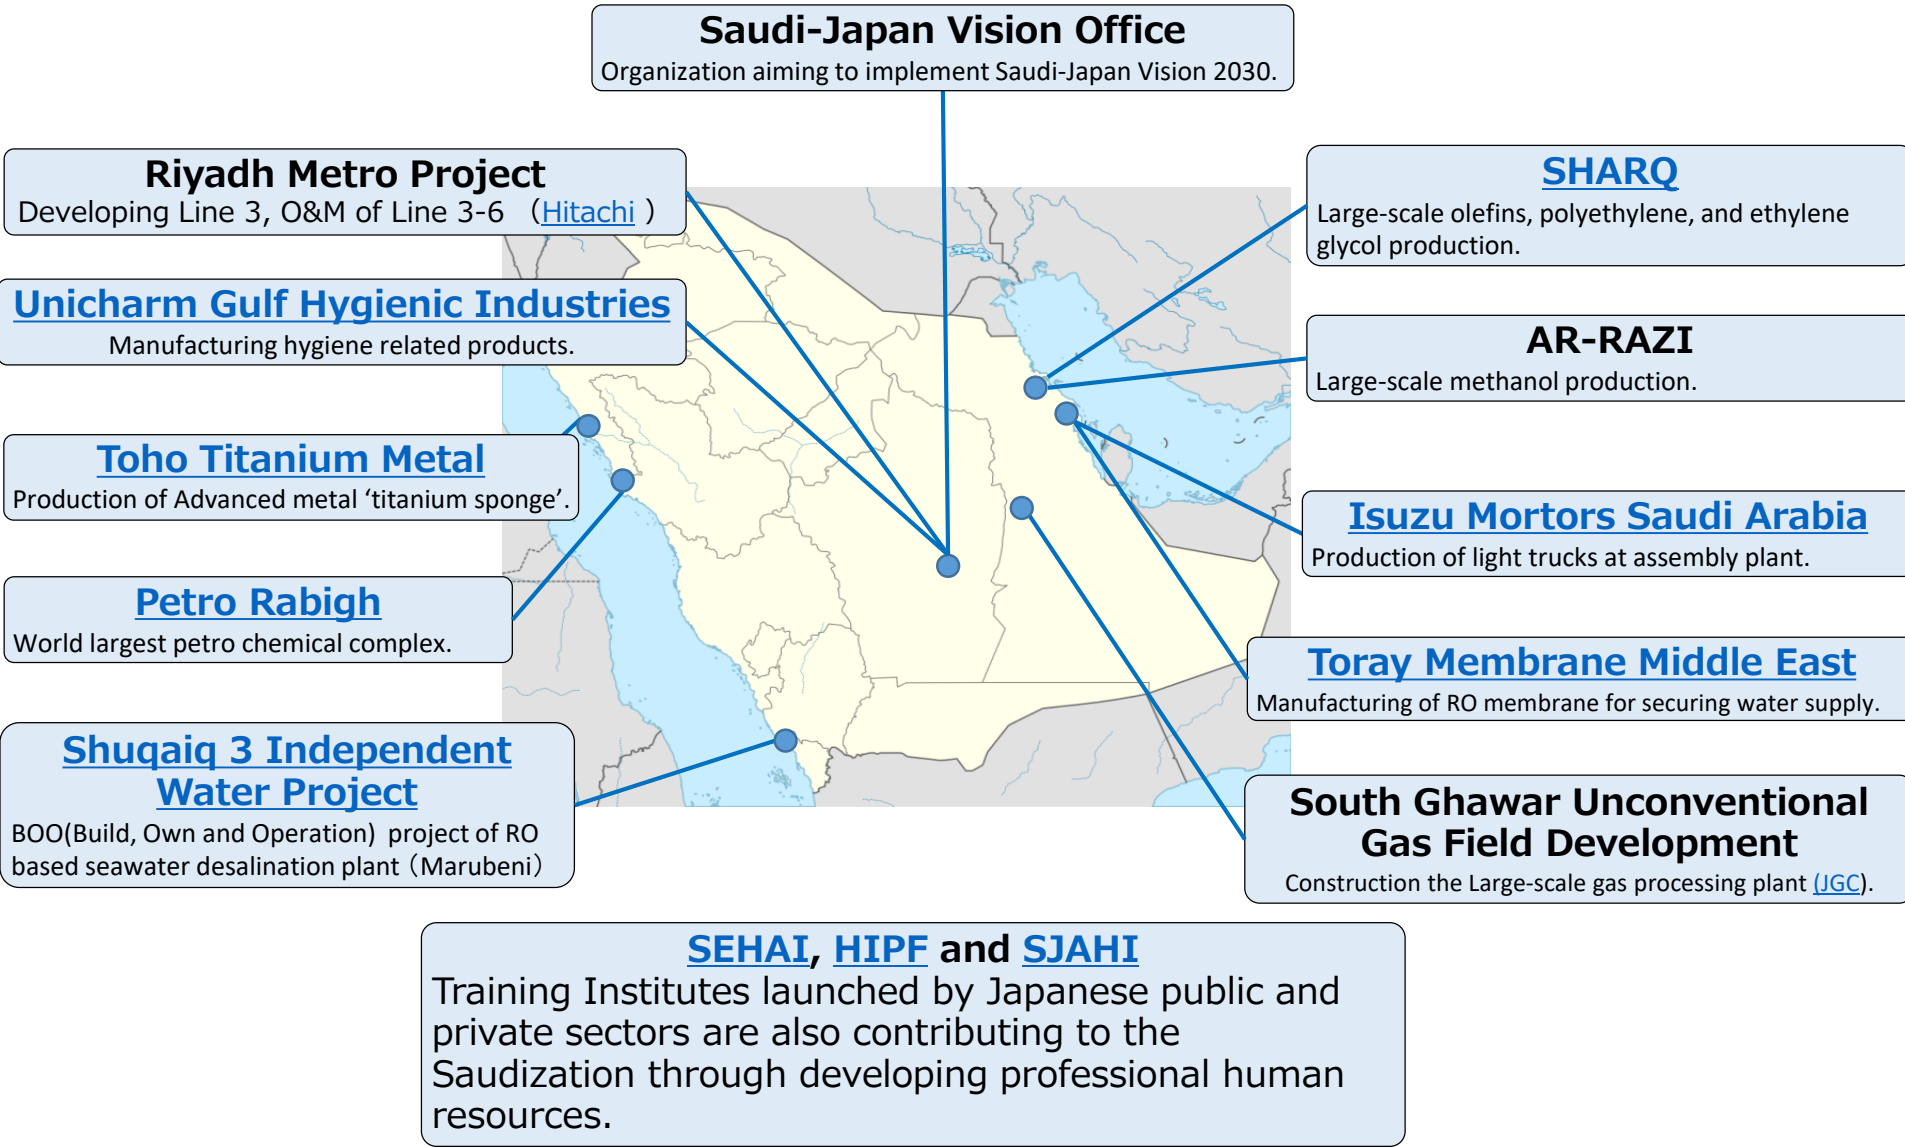 Saudi-Japan Vision Office
Organization aiming to implement Saudi-Japan Vision 2030.
Riyadh Metro Project
Developing Line 3, O&M of Line 3-6 （Hitachi ）
Unicharm Gulf Hygienic Industries
Manufacturing hygiene related products.
Toho Titanium Metal
Production of Advanced metal ‘titanium sponge’.
Petro Rabigh
World largest petro chemical complex.
Shuqaiq 3 Independent
Water Project
BOO(Build, Own and Operation) project of RO
based seawater desalination plant（Marubeni）
SHARQ
Large-scale olefins, polyethylene, and ethylene
glycol production.
AR-RAZI
Large-scale methanol production.
Isuzu Mortors Saudi Arabia
Production of light trucks at assembly plant.
Toray Membrane Middle East
Manufacturing of RO membrane for securing water supply.
South Ghawar Unconventional
Gas Field Development
Construction the Large-scale gas processing plant (JGC).
SEHAI, HIPF and SJAHI
Training Institutes launched by Japanese public and
private sectors are also contributing to the
Saudization through developing professional human
resources.